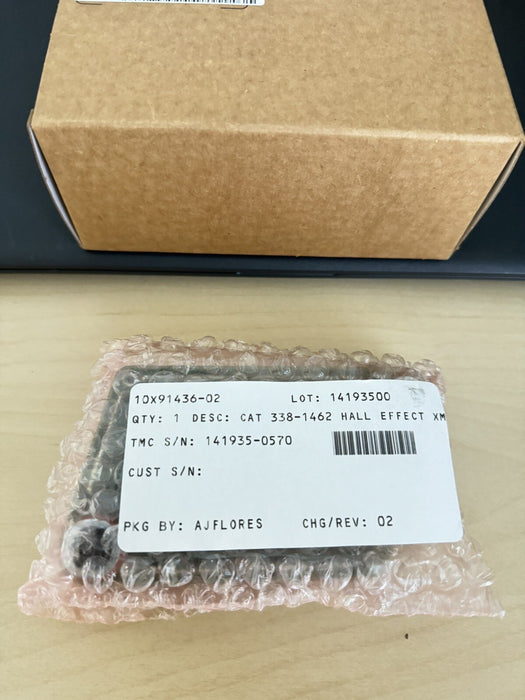 10X91436-02 LOT: 14193500
QTY: 1 DESC: CAT 338-1462 HALL EFFECT XM
TMC S/N: 141935-0570
CUST S/N:
PKG BY: AJFLORES CHG/REV: 02